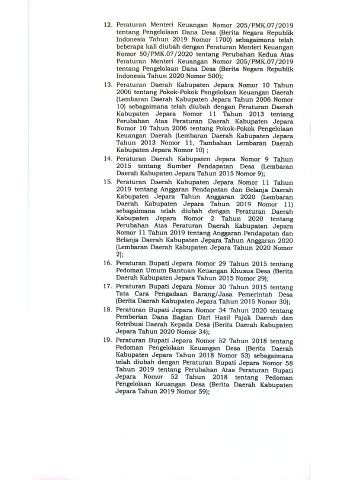 12. Peraturan Menteri Keuangan Nomor 205/PMK.07/2019
tentang Pengelolaan Dana Desa (Berita Negara Republik
Indonesia Tahun 2019 Nomor 1700) sebagaimana telah
beberapa kali diubah dengan Peraturan Menteri Keuangan
Nomor 50/PMK.07/2020 tentang Perubahan Kedua Atas
Peraturan Menteri Keuangan Nomor 205/PMK.07/2019
tentang Pengelolaan Dana Desa (Berita Negara Republik
Indonesia Tahun 2020 Nomor 500);
13. Peraturan Daerah Kabupaten Jepara Nomor 10 Tahun
2006 tentang Pokok-Pokok Pengelolaan Keuangan Daerah
(Lembaran Daerah Kabupaten Jepara Tahun 2006 Nomor
10) sebagaimana telah diubah dengan Peraturan Daerah
Kabupaten Jepara Nomor 11 Tahun 2013 tentang
Perubahan Atas Peraturan Daerah Kabupaten Jepara
Nomor 10 Tahun 2006 tentang Pokok-Pokok Pengelolaan
Keuangan Daerah (Lembaran Daerah Kabupaten Jepara
Tahun 2013 Nomor 11, Tambahan Lembaran Daerah
Kabupaten Jepara Nomor 10) ;
14. Peraturan Daerah Kabupaten Jepara Nomor 9 Tahun
2015 tentang Sumber Pendapatan Desa (Lembaran
Daerah Kabupaten Jepara Tahun 2015 Nomor 9);
15. Peraturan Daerah Kabupaten Jepara Nomor 11 Tahun
2019 tentang Anggaran Pendapatan dan Belanja Daerah
Kabupaten Jepara Tahun Anggaran 2020 (Lembaran
Daerah Kabupaten Jepara Tahun 2019 Nomor 11)
sebagaimana telah diubah dengan Peraturan Daerah
Kabupaten Jepara Nomor 2 Tahun 2020 tentang
Perubahan Atas Peraturan Daerah Kabupaten Jepara
Nomor 11 Tahun 2019 tentang Anggaran Pendapatan dan
Belanja Daerah Kabupaten Jepara Tahun Anggaran 2020
(Lembaran Daerah Kabupaten Jepara Tahun 2020 Nomor
2);
16. Peraturan Bupati Jepara Nomor 29 Tahun 2015 tentang
Pedoman Umum Bantuan Keuangan Khusus Desa (Berita
Daerah Kabupaten Jepara Tahun 2015 Nomor 29);
17. Peraturan Bupati Jepara Nomor 30 Tahun 2015 tentang
Tata Cara Pengadaan Barang/Jasa Pemerintah Desa
(Berita Daerah Kabupaten Jepara Tahun 2015 Nomor 30);
18. Peraturan Bupati Jepara Nomor 34 Tahun 2020 tentang
Pemberian Dana Bagian Dari Hasil Pajak Daerah dan
Retribusi Daerah Kepada Desa (Berita Daerah Kabupaten
Jepara Tahun 2020 Nomor 34);
19. Peraturan Bupati Jepara Nomor 52 Tahun 2018 tentang
Pedoman Pengelolaan Keuangan Desa (Berita Daerah
Kabupaten Jepara Tahun 2018 Nomor 53) sebagaimana
telah diubah dengan Peraturan Bupati Jepara Nomor 58
Tahun 2019 tentang Perubahan Atas Peraturan Bupati
Jepara Nomor 52 Tahun 2018 tentang Pedoman
Pengelolaan Keuangan Desa (Berita Daerah Kabupaten
Jepara Tahun 2019 Nomor 59);